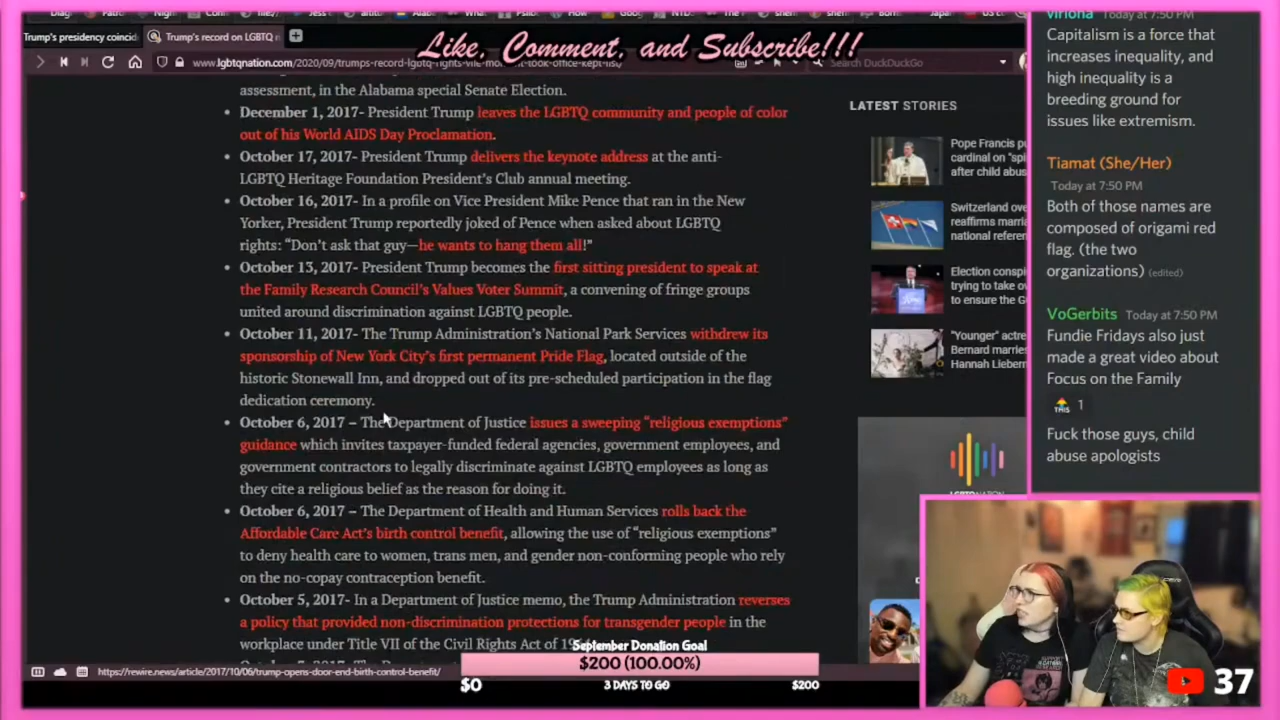 Trump's presidency coincid
Trump's record on LGBTQ r
Like, Comment, and Subscribe!!!
Search DuckDuckGo
assessment, in the Alabama special Senate Election.
December 1, 2017- President Trump leaves the LGBTQ community and people of color
out of his World AIDS Day Proclamation.
October 17, 2017- President Trump delivers the keynote address at the anti-
LGBTQ Heritage Foundation President's Club annual meeting.
October 16, 2017- In a profile on Vice President Mike Pence that ran in the New
Yorker, President Trump reportedly joked of Pence when asked about LGBTQ
rights: “Don't ask that guy—he wants to hang them all!”
October 13, 2017- President Trump becomes the first sitting president to speak at
the Family Research Council's Values Voter Summit, a convening of fringe groups
united around discrimination against LGBTQ people.
October 11, 2017- The Trump Administration's National Park Services withdrew its
sponsorship of New York City's first permanent Pride Flag, located outside of the
historic Stonewall Inn, and dropped out of its pre-scheduled participation in the flag
dedication ceremony.
October 6, 2017 – The Department of Justice issues a sweeping “religious exemptions”
guidance which invites taxpayer-funded federal agencies, government employees, and
government contractors to legally discriminate against LGBTQ employees as long as
they cite a religious belief as the reason for doing it.
October 6, 2017 – The Department of Health and Human Services rolls back the
Affordable Care Act's birth control benefit, allowing the use of “religious exemptions”
to deny health care to women, trans men, and gender non-conforming people who rely
on the no-copay contraception benefit.
October 5, 2017- In a Department of Justice memo, the Trump Administration reverses
a policy that provided non-discrimination protections for transgender people in the
workplace under Title VII of the Civil Rights Act of 19
https://rewire.news/article/2017/10/06/trump-opens-door-end-birth-control-benefit/
LATEST STORIES
Pope Francis pu
cardinal on "spi
after child abus
Switzerland ove
reaffirms marria
national referen
Election conspi
trying to take ov
to ensure the G
"Younger" actre
Bernard marries
Hannah Lieberm
September Donation Goal
$200 (100.00%)
$0
3 DAYS TO GO
$200
viriona Today at 7:50 PM
Capitalism is a force that
increases inequality, and
high inequality is a
breeding ground for
issues like extremism.
Tiamat (She/Her)
Today at 7:50 PM
Both of those names are
composed of origami red
flag. (the two
organizations) (edited)
VoGerbits Today at 7:50 PM
Fundie Fridays also just
made a great video about
Focus on the Family
THIS 1
Fuck those guys, child
abuse apologists
37